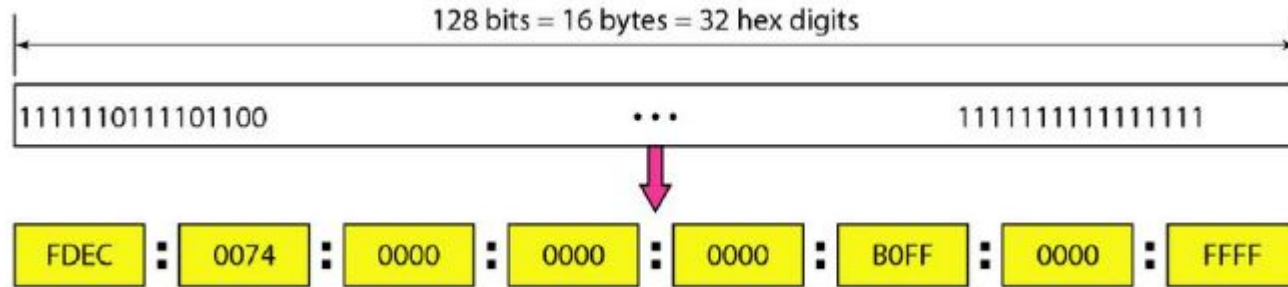 128 bits = 16 bytes = 32 hex digits
1111110111101100 ... 1111111111111111
FDEC : 0074 : 0000 : 0000 : 0000 : B0FF : 0000 : FFFF